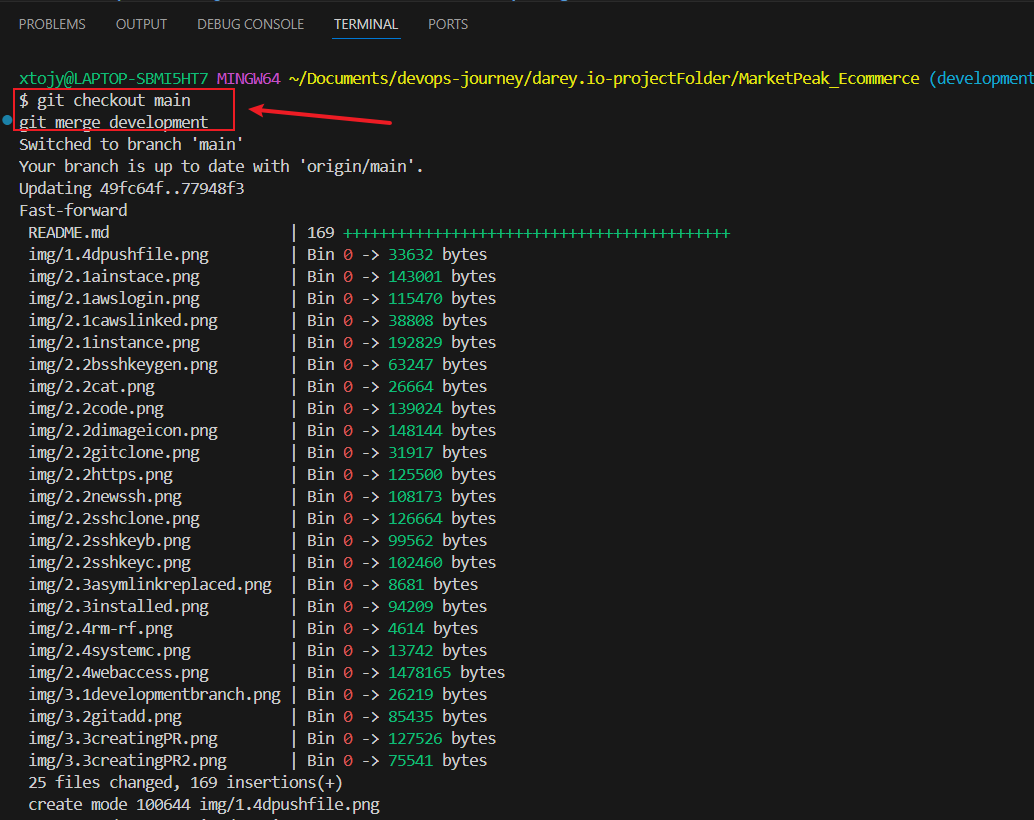 PROBLEMS OUTPUT DEBUG CONSOLE TERMINAL PORTS
xtojy@LAPTOP-SBMI5HT7 MINGW64 ~/Documents/devops-journey/darey.io-projectFolder/MarketPeak_Ecommerce (development
$ git checkout main
git merge development
Switched to branch 'main'
Your branch is up to date with 'origin/main'.
Updating 49fc64f..77948f3
Fast-forward
README.md | 169 +++++++++++++++++++++++++++++++++++++++++++
img/1.4dpushfile.png | Bin 0 -> 33632 bytes
img/2.1ainstace.png | Bin 0 -> 143001 bytes
img/2.1awslogin.png | Bin 0 -> 115470 bytes
img/2.1cawslinked.png | Bin 0 -> 38808 bytes
img/2.1instance.png | Bin 0 -> 192829 bytes
img/2.2bsshkeygen.png | Bin 0 -> 63247 bytes
img/2.2cat.png | Bin 0 -> 26664 bytes
img/2.2code.png | Bin 0 -> 139024 bytes
img/2.2dimageicon.png | Bin 0 -> 148144 bytes
img/2.2gitclone.png | Bin 0 -> 31917 bytes
img/2.2https.png | Bin 0 -> 125500 bytes
img/2.2newssh.png | Bin 0 -> 108173 bytes
img/2.2sshclone.png | Bin 0 -> 126664 bytes
img/2.2sshkeyb.png | Bin 0 -> 99562 bytes
img/2.2sshkeyc.png | Bin 0 -> 102460 bytes
img/2.3asymlinkreplaced.png | Bin 0 -> 8681 bytes
img/2.3installed.png | Bin 0 -> 94209 bytes
img/2.4rm-rf.png | Bin 0 -> 4614 bytes
img/2.4systemc.png | Bin 0 -> 13742 bytes
img/2.4webaccess.png | Bin 0 -> 1478165 bytes
img/3.1developmentbranch.png | Bin 0 -> 26219 bytes
img/3.2gitadd.png | Bin 0 -> 85435 bytes
img/3.3creatingPR.png | Bin 0 -> 127526 bytes
img/3.3creatingPR2.png | Bin 0 -> 75541 bytes
25 files changed, 169 insertions(+)
create mode 100644 img/1.4dpushfile.png